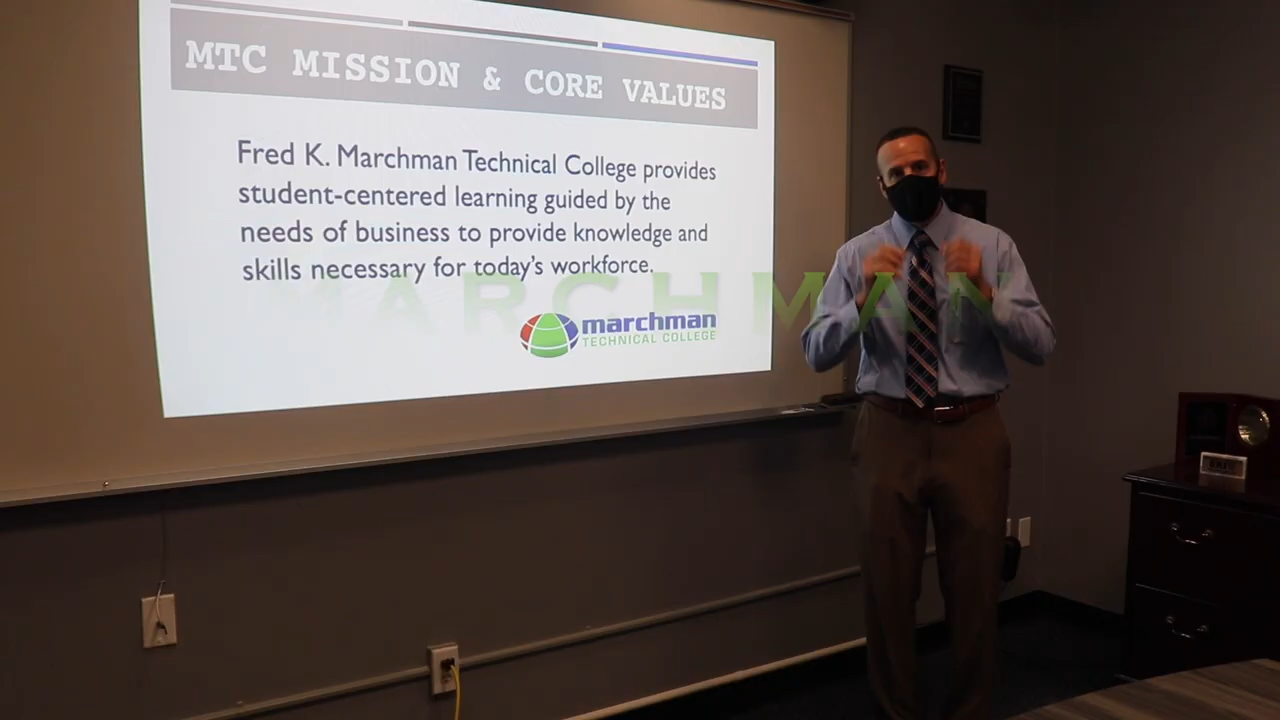 MTC MISSION & CORE VALUES
Fred K. Marchman Technical College provides
student-centered learning guided by the
needs of business to provide knowledge and
skills necessary for today's workforce.
MARCHMAN
marchman
TECHNICAL COLLEGE